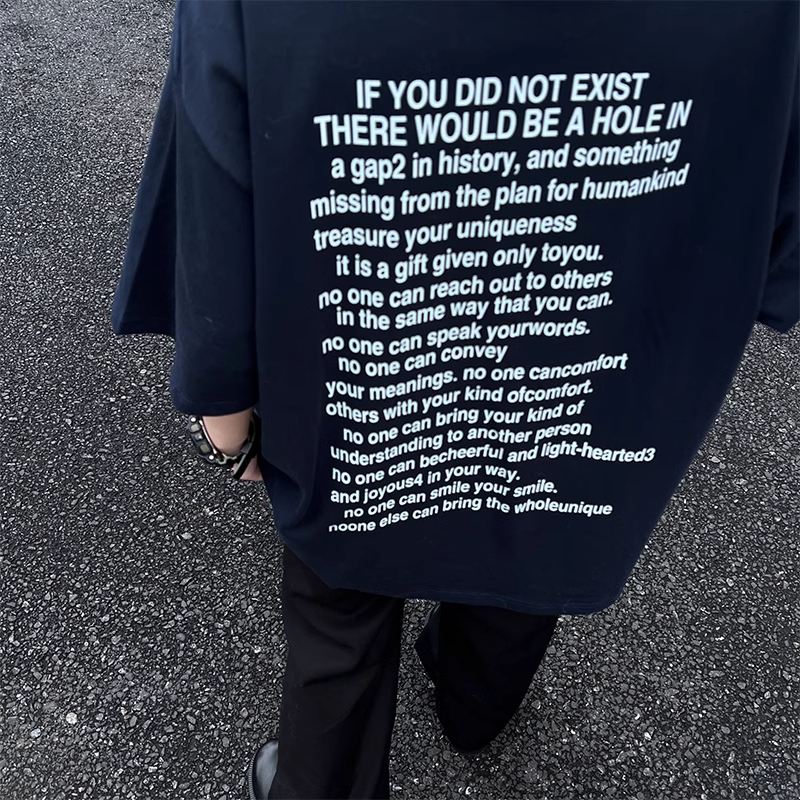 IF YOU DID NOT EXIST
THERE WOULD BE A HOLE IN
a gap2 in history, and something
missing from the plan for humankind
treasure your uniqueness
it is a gift given only toyou.
no one can reach out to others
in the same way that you can.
no one can speak yourwords.
no one can convey
your meanings. no one cancomfort
others with your kind ofcomfort.
no one can bring your kind of
understanding to another person
no one can becheerful and light-hearted3
and joyous4 in your way.
no one can smile your smile.
noone else can bring the wholeunique